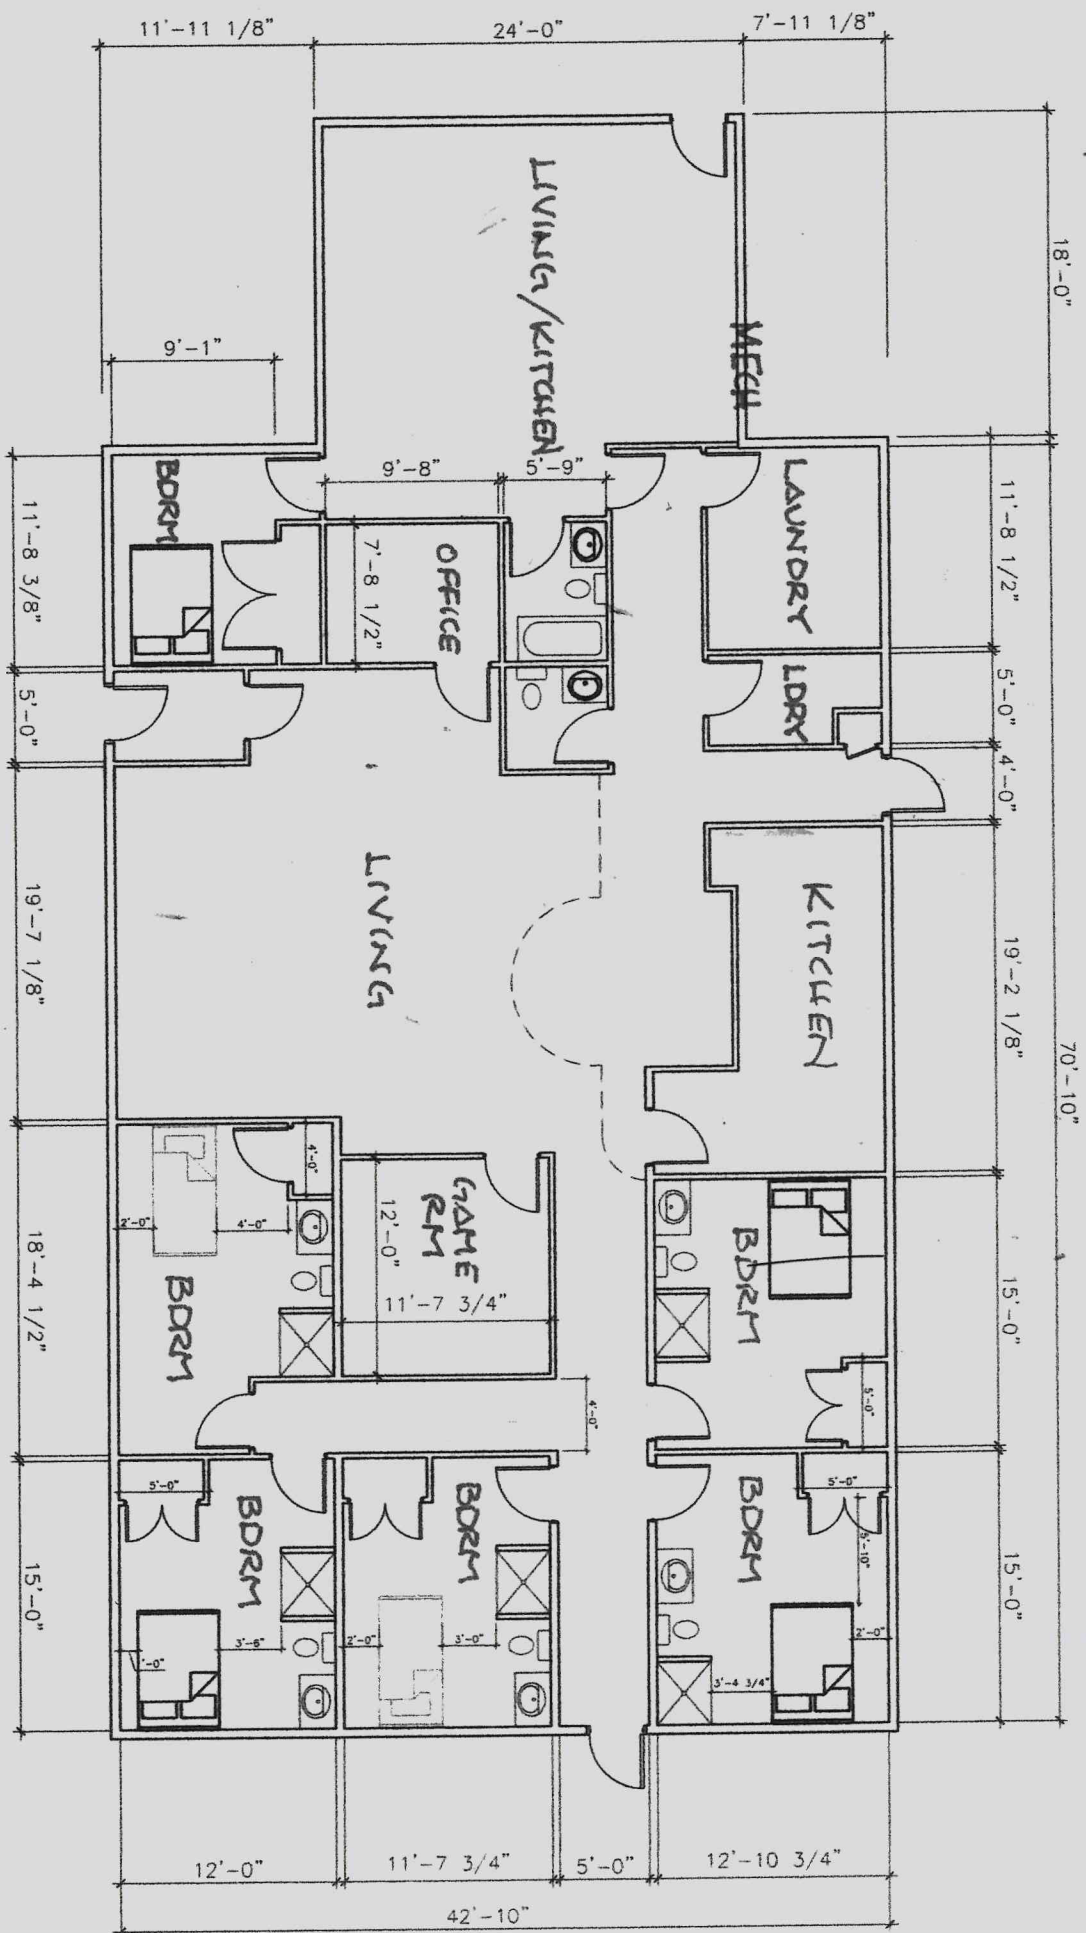 11'-11 1/8"
24'-0"
7'-11 1/8"
18'-0"
LIVING/KITCHEN
MECH
9'-1"
BDRM
9'-8"
5'-9"
LAUNDRY
11'-8 3/8"
7'-8 1/2"
OFFICE
11'-8 1/2"
LDRY
5'-0"
5'-0"
4'-0"
LIVING
KITCHEN
19'-7 1/8"
19'-2 1/8"
70'-10"
4'-0"
2'-0"
4'-0"
12'-0"
GAME
RM
BDRM
18'-4 1/2"
BDRM
11'-7 3/4"
15'-0"
5'-0"
4'-0"
5'-0"
5'-0"
BDRM
BDRM
BDRM
5'-10"
15'-0"
15'-0"
3'-6"
2'-0"
3'-0"
2'-0"
3'-4 3/4"
12'-0"
11'-7 3/4"
5'-0"
12'-10 3/4"
42'-10"